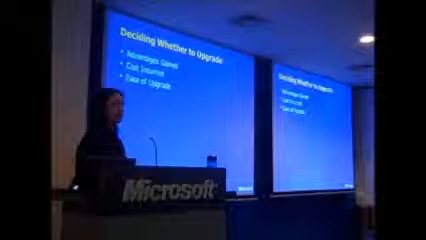 Deciding Whether to Upgrade
• Advantages Gained
• Cost Incurred
• Ease of Upgrade
Deciding Whether to Upgrade
Microsoft